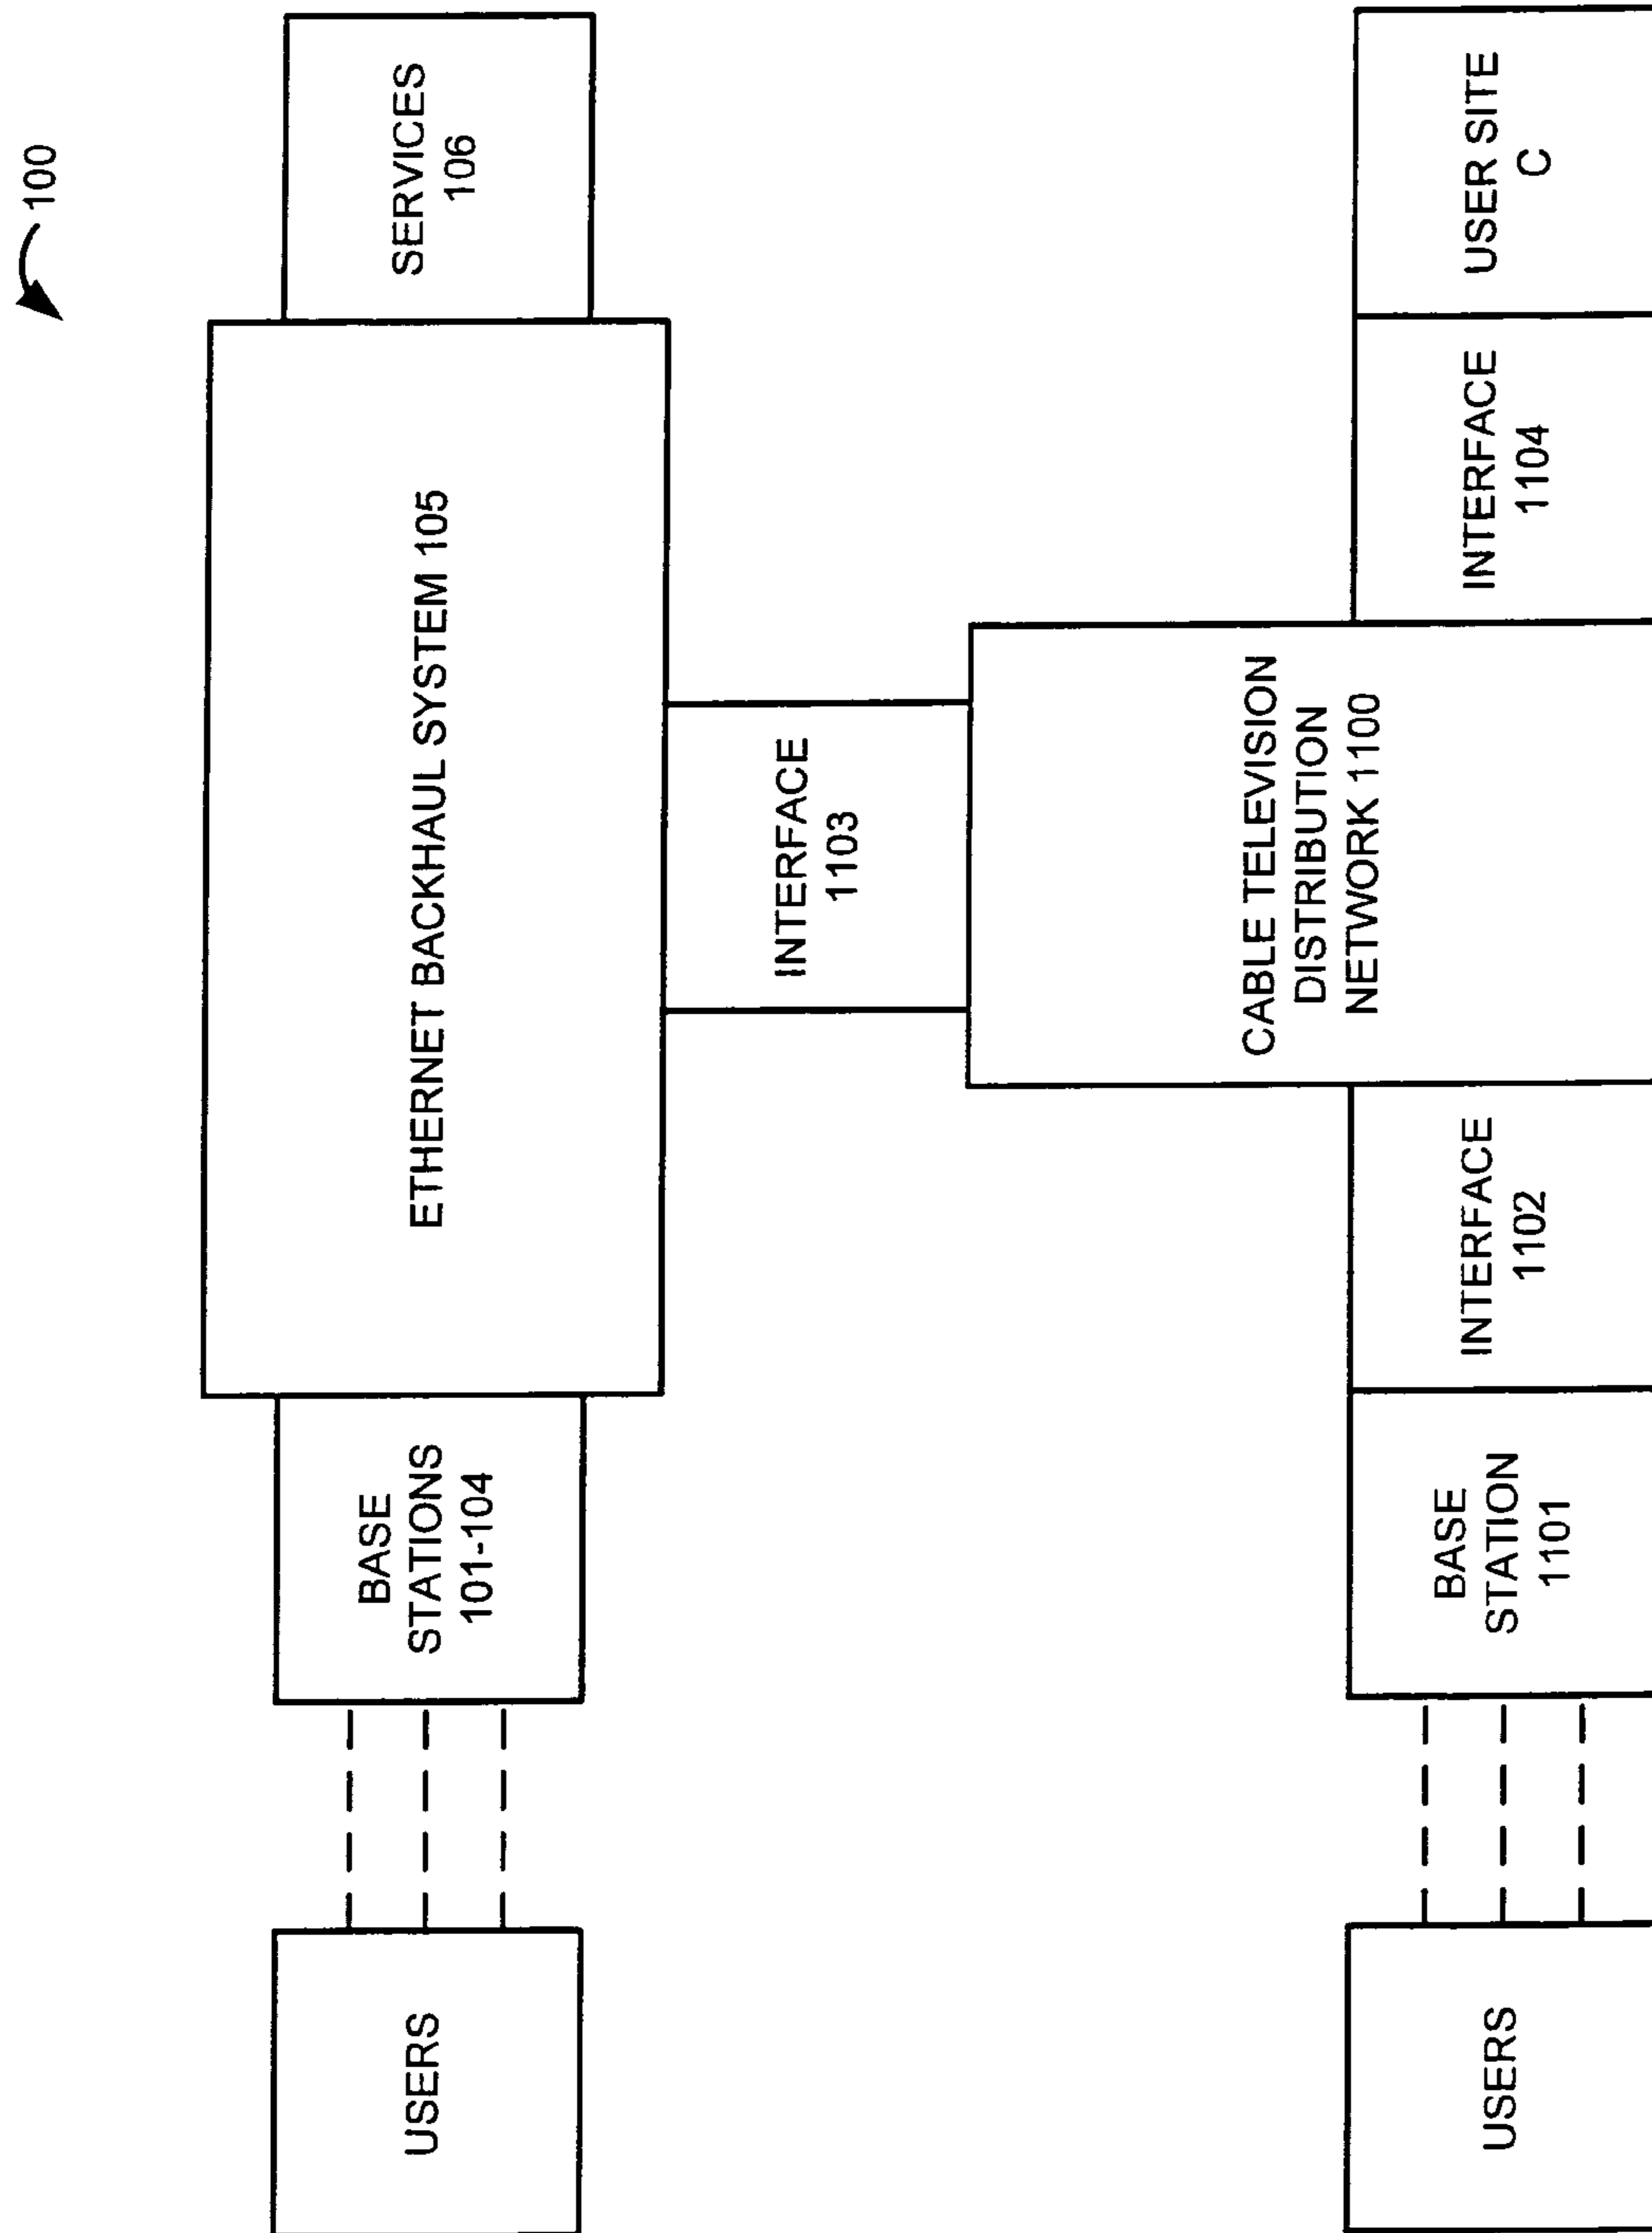 100
USERS
BASE
STATIONS
101-104
ETHERNET BACKHAUL SYSTEM 105
SERVICES
106
INTERFACE
1103
USERS
BASE
STATION
1101
INTERFACE
1102
CABLE TELEVISION
DISTRIBUTION
NETWORK 1100
INTERFACE
1104
USER SITE
C